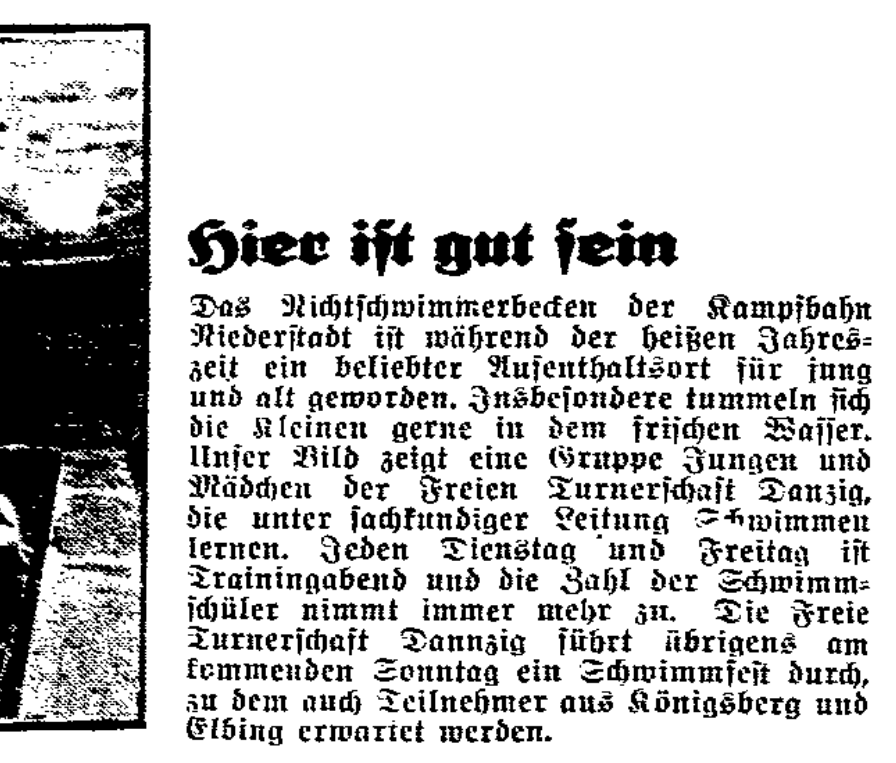 Hier ist gut sein
Das Nichtschwimmerbecken der Kampfbahn
Niederstadt ist während der heißen Jahres-
zeit ein beliebter Aufenthaltsort für jung
und alt geworden. Insbesondere tummeln sich
die Kleinen gerne in dem frischen Wasser.
Unser Bild zeigt eine Gruppe Jungen und
Mädchen der Freien Turnerschaft Danzig,
die unter sachkundiger Leitung Schwimmen
lernen. Jeden Dienstag und Freitag ist
Trainingabend und die Zahl der Schwimm-
schüler nimmt immer mehr zu. Die Freie
Turnerschaft Dannzig führt übrigens am
kommenden Sonntag ein Schwimmfest durch,
zu dem auch Teilnehmer aus Königsberg und
Elbing erwartet werden.